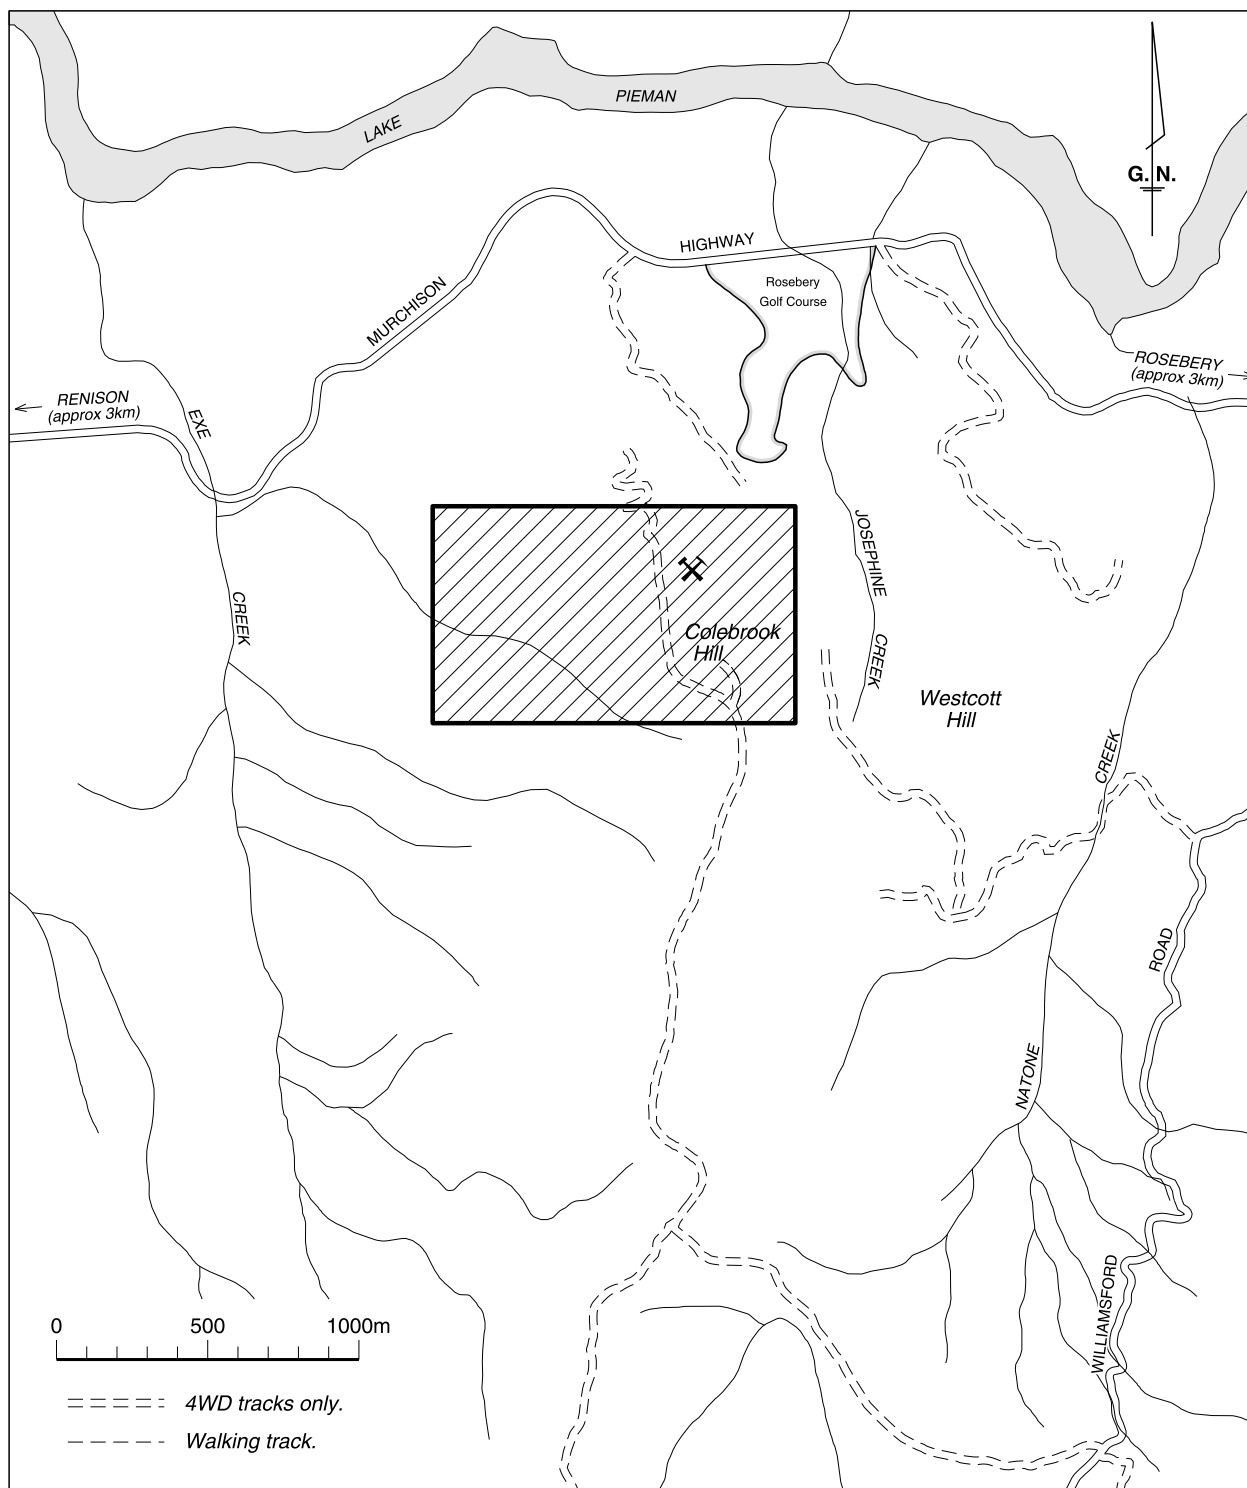 PIEMAN
LAKE
G. N.
HIGHWAY
Rosebery
Golf Course
MURCHISON
ROSEBERY
(approx 3km)
RENISON
(approx 3km)
EXE
JOSEPHINE
CREEK
CREEK
Colebrook
Hill
Westcott
Hill
CREEK
ROAD
NATONE
WILLIAMSFORD
0 500 1000m
4WD tracks only.
Walking track.